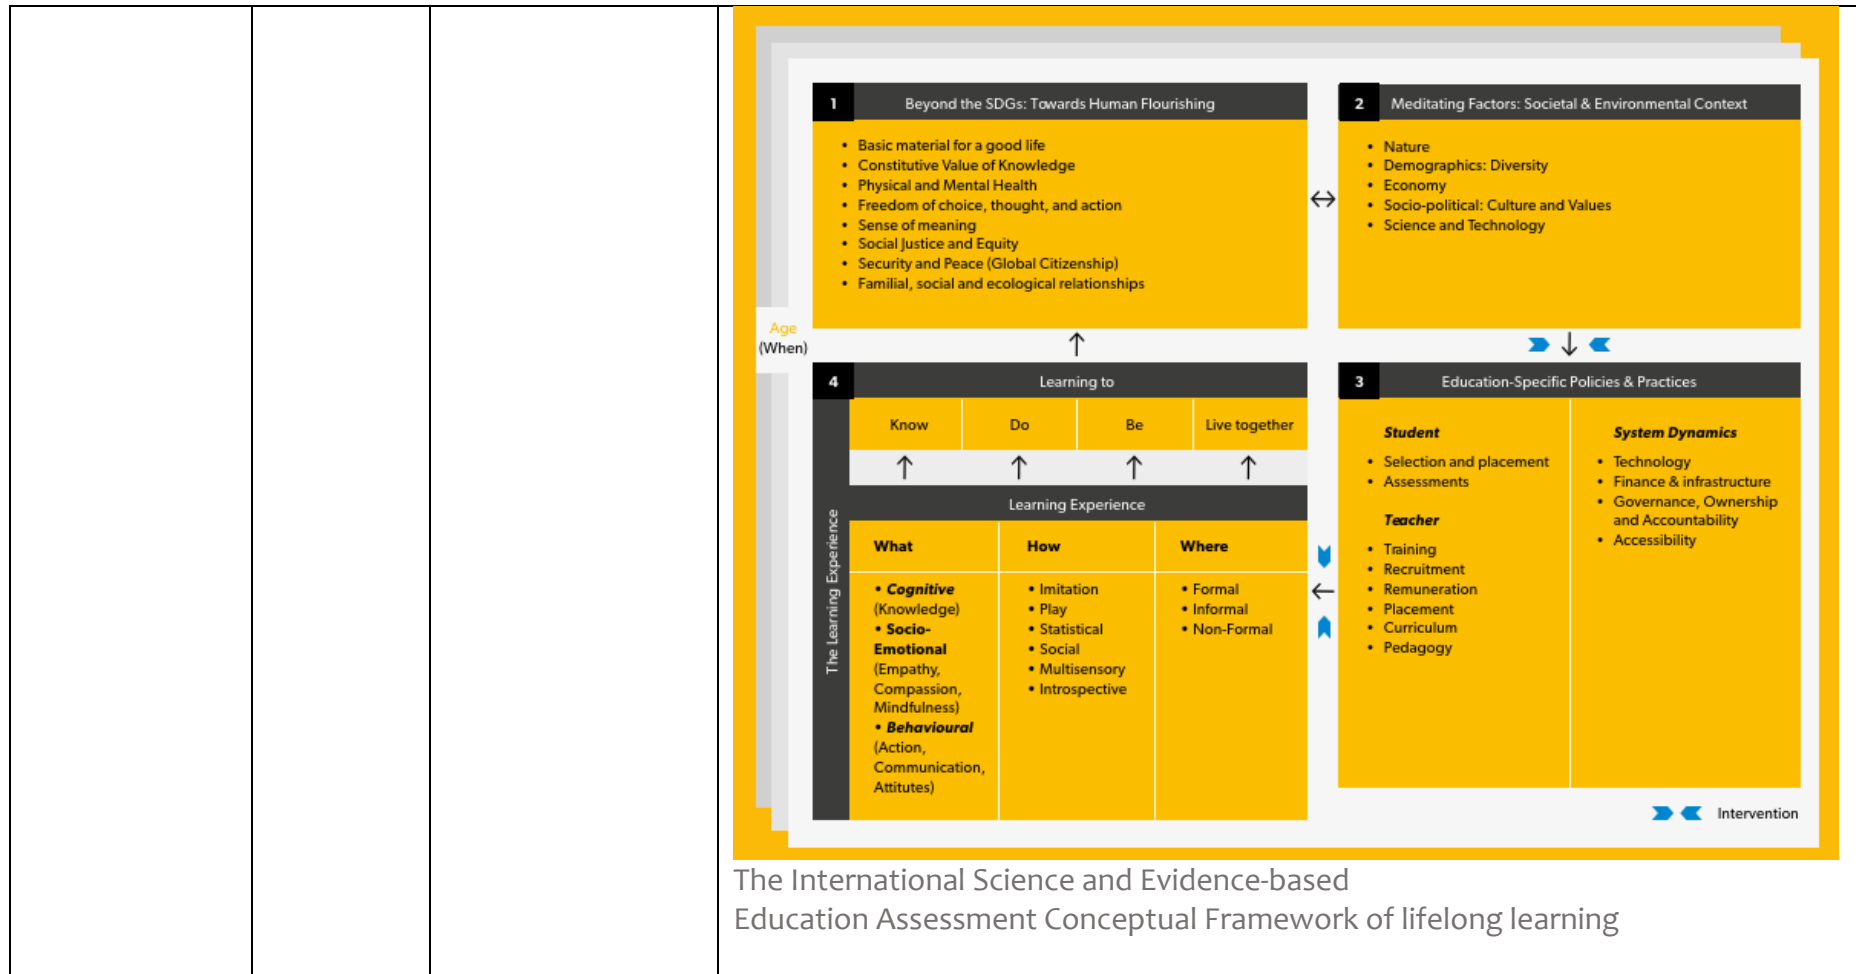 1 Beyond the SDGs: Towards Human Flourishing
• Basic material for a good life
• Constitutive Value of Knowledge
• Physical and Mental Health
• Freedom of choice, thought, and action
• Sense of meaning
• Social Justice and Equity
• Security and Peace (Global Citizenship)
• Familial, social and ecological relationships
2 Meditating Factors: Societal & Environmental Context
• Nature
• Demographics: Diversity
• Economy
• Socio-political: Culture and Values
• Science and Technology
Age
(When)
4 Learning to
Know Do Be Live together
The Learning Experience
Learning Experience
What
• Cognitive
(Knowledge)
• Socio-
Emotional
(Empathy,
Compassion,
Mindfulness)
• Behavioural
(Action,
Communication,
Attitutes)
How
• Imitation
• Play
• Statistical
• Social
• Multisensory
• Introspective
Where
• Formal
• Informal
• Non-Formal
3 Education-Specific Policies & Practices
Student
• Selection and placement
• Assessments
Teacher
• Training
• Recruitment
• Remuneration
• Placement
• Curriculum
• Pedagogy
System Dynamics
• Technology
• Finance & infrastructure
• Governance, Ownership
and Accountability
• Accessibility
Intervention
The International Science and Evidence-based
Education Assessment Conceptual Framework of lifelong learning